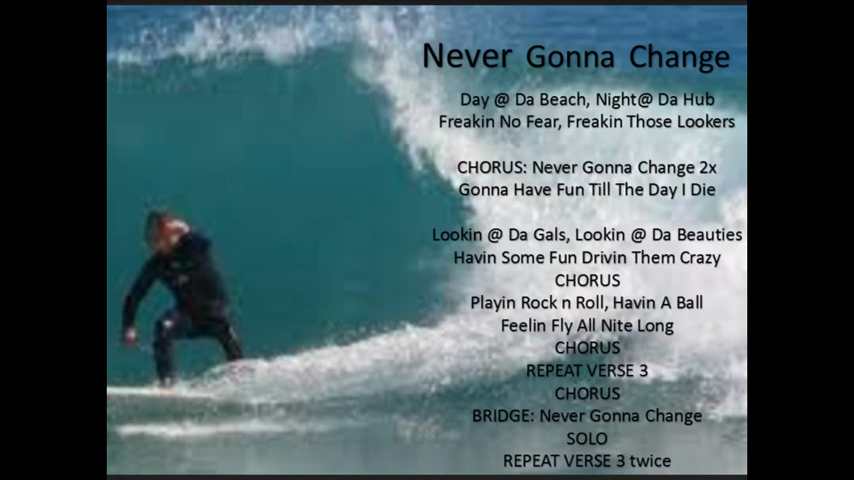 Never Gonna Change
Day @ Da Beach, Night@ Da Hub
Freakin No Fear, Freakin Those Lookers
CHORUS: Never Gonna Change 2x
Gonna Have Fun Till The Day I Die
Lookin @ Da Gals, Lookin @ Da Beauties
Havin Some Fun Drivin Them Crazy
CHORUS
Playin Rock n Roll, Havin A Ball
Feelin Fly All Nite Long
CHORUS
REPEAT VERSE 3
CHORUS
BRIDGE: Never Gonna Change
SOLO
REPEAT VERSE 3 twice